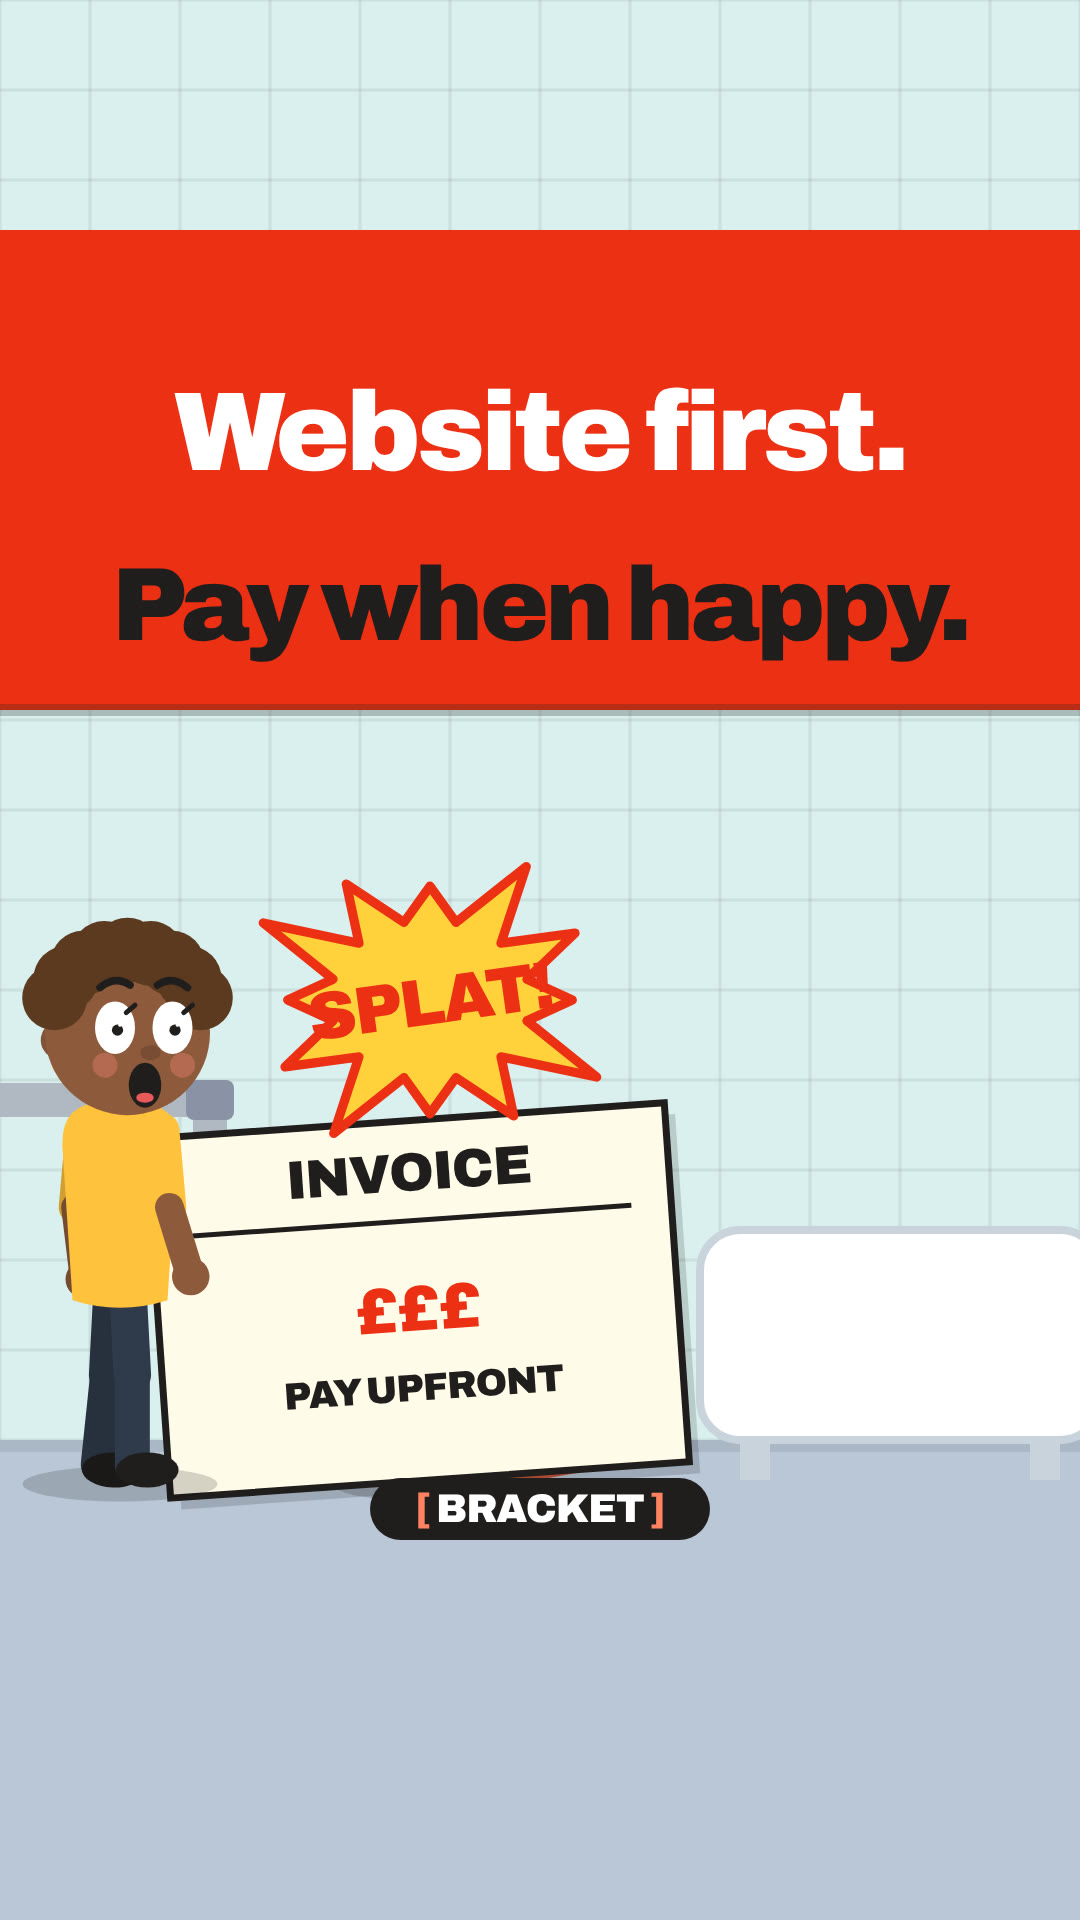 Website first.
Pay when happy.
SPLAT!
INVOICE
£££
PAY UPFRONT
[ BRACKET ]